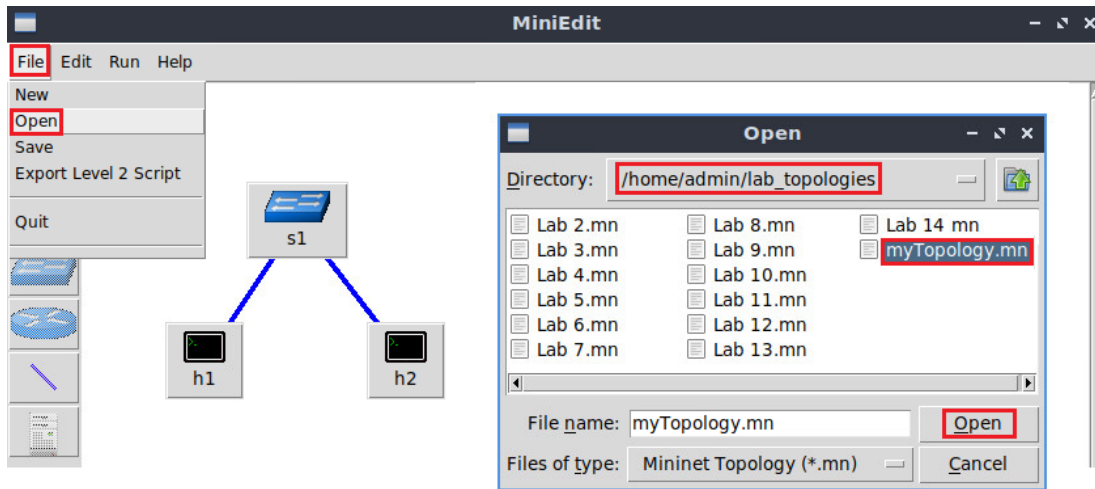 MiniEdit
File Edit Run Help
New
Open
Save
Export Level 2 Script
Quit
s1
h1
h2
Open
Directory: /home/admin/lab_topologies
Lab 2.mn Lab 8.mn Lab 14 mn
Lab 3.mn Lab 9.mn myTopology.mn
Lab 4.mn Lab 10.mn
Lab 5.mn Lab 11.mn
Lab 6.mn Lab 12.mn
Lab 7.mn Lab 13.mn
File name: myTopology.mn Open
Files of type: Mininet Topology (*.mn) Cancel